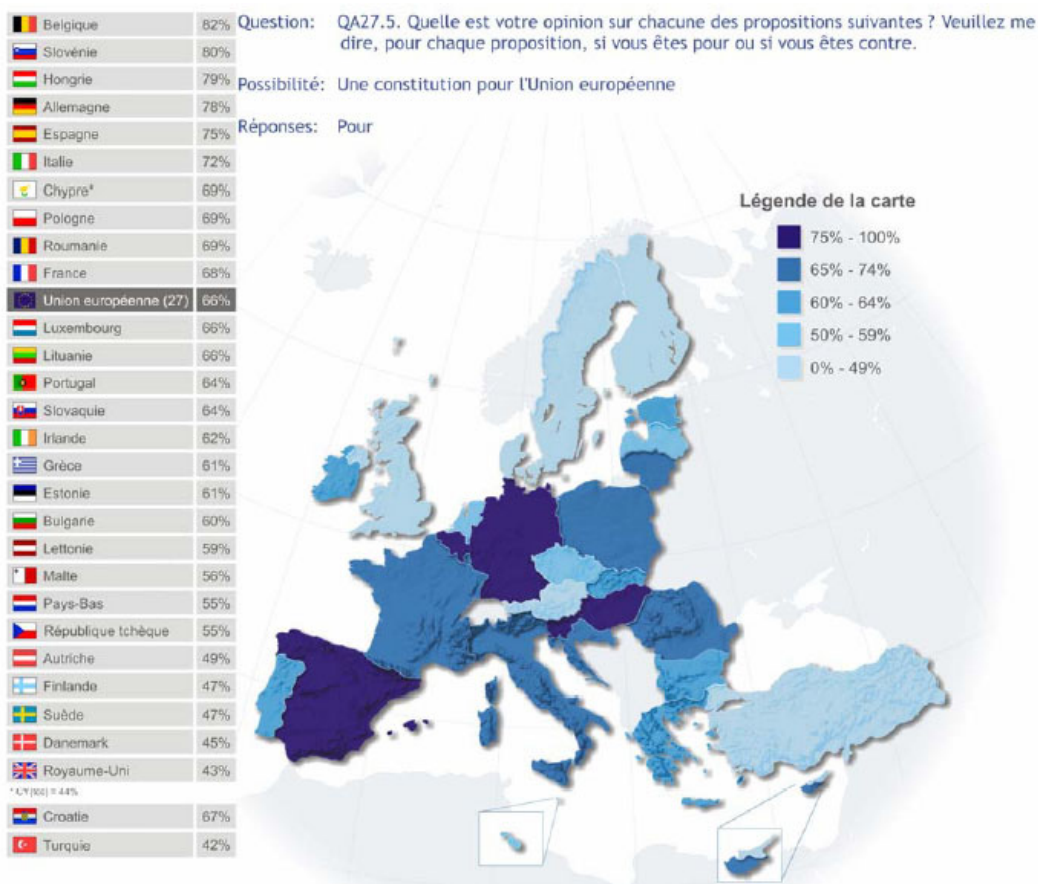 Question: QA27.5. Quelle est votre opinion sur chacune des propositions suivantes ? Veuillez me
dire, pour chaque proposition, si vous êtes pour ou si vous êtes contre.
Possibilité: Une constitution pour l'Union européenne
Réponses: Pour
Belgique 82%
Slovénie 80%
Hongrie 79%
Allemagne 78%
Espagne 75%
Italie 72%
Chypre* 69%
Pologne 69%
Roumanie 69%
France 68%
Union européenne (27) 66%
Luxembourg 66%
Lituanie 66%
Portugal 64%
Slovaquie 64%
Irlande 62%
Grèce 61%
Estonie 61%
Bulgarie 60%
Lettonie 59%
Malte 56%
Pays-Bas 55%
République tchèque 55%
Autriche 49%
Finlande 47%
Suède 47%
Danemark 45%
Royaume-Uni 43%
* CY (tcc) = 44%
Croatie 67%
Turquie 42%
Légende de la carte
75% - 100%
65% - 74%
60% - 64%
50% - 59%
0% - 49%